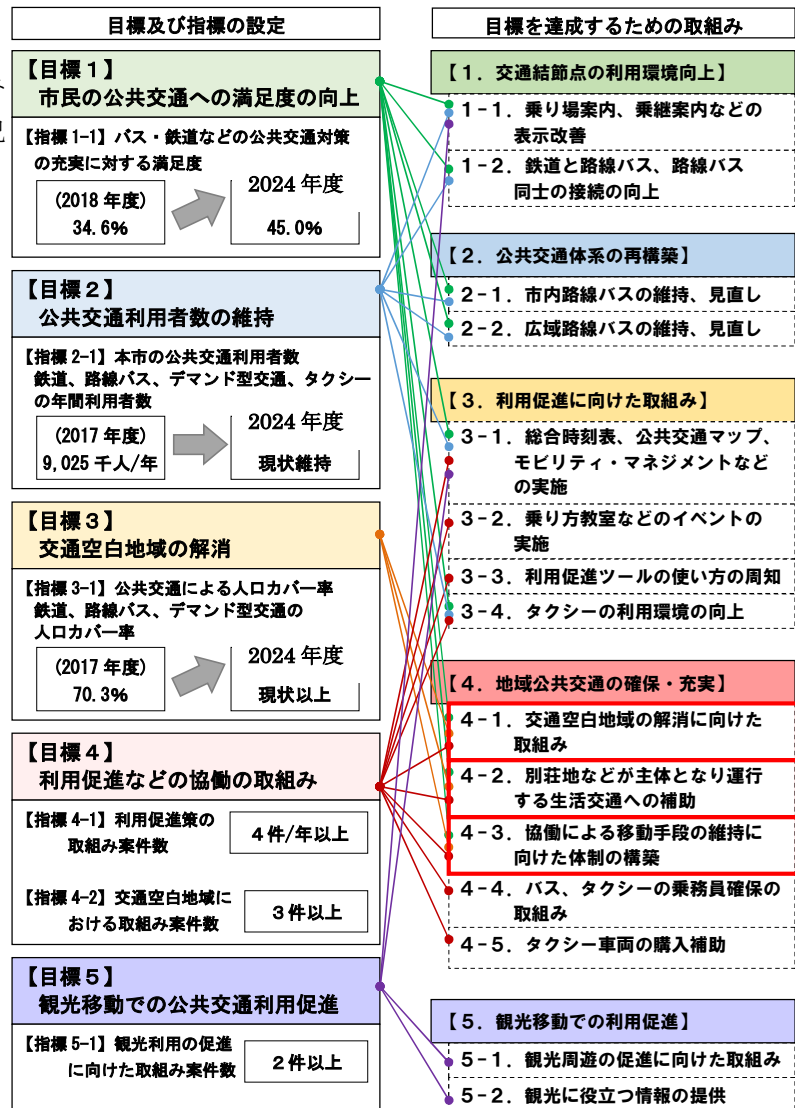 目標及び指標の設定
【目標１】
市民の公共交通への満足度の向上
【指標 1-1】バス・鉄道などの公共交通対策
の充実に対する満足度
(2018 年度)
34.6%
2024 年度
45.0%
【目標２】
公共交通利用者数の維持
【指標 2-1】本市の公共交通利用者数
鉄道、路線バス、デマンド型交通、タクシー
の年間利用者数
(2017 年度)
9,025 千人/年
2024 年度
現状維持
【目標３】
交通空白地域の解消
【指標 3-1】公共交通による人口カバー率
鉄道、路線バス、デマンド型交通の
人口カバー率
(2017 年度)
70.3%
2024 年度
現状以上
【目標４】
利用促進などの協働の取組み
【指標 4-1】利用促進策の
取組み案件数
４件/年以上
【指標 4-2】交通空白地域に
おける取組み案件数
３件以上
【目標５】
観光移動での公共交通利用促進
【指標 5-1】観光利用の促進
に向けた取組み案件数
２件以上
目標を達成するための取組み
【１．交通結節点の利用環境向上】
１-１．乗り場案内、乗継案内などの
表示改善
１-２．鉄道と路線バス、路線バス
同士の接続の向上
【２．公共交通体系の再構築】
２-１．市内路線バスの維持、見直し
２-２．広域路線バスの維持、見直し
【３．利用促進に向けた取組み】
３-１．総合時刻表、公共交通マップ、
モビリティ・マネジメントなど
の実施
３-２．乗り方教室などのイベントの
実施
３-３．利用促進ツールの使い方の周知
３-４．タクシーの利用環境の向上
【４．地域公共交通の確保・充実】
４-１．交通空白地域の解消に向けた
取組み
４-２．別荘地などが主体となり運行
する生活交通への補助
４-３．協働による移動手段の維持に
向けた体制の構築
４-４．バス、タクシーの乗務員確保の
取組み
４-５．タクシー車両の購入補助
【５．観光移動での利用促進】
５-１．観光周遊の促進に向けた取組み
５-２．観光に役立つ情報の提供